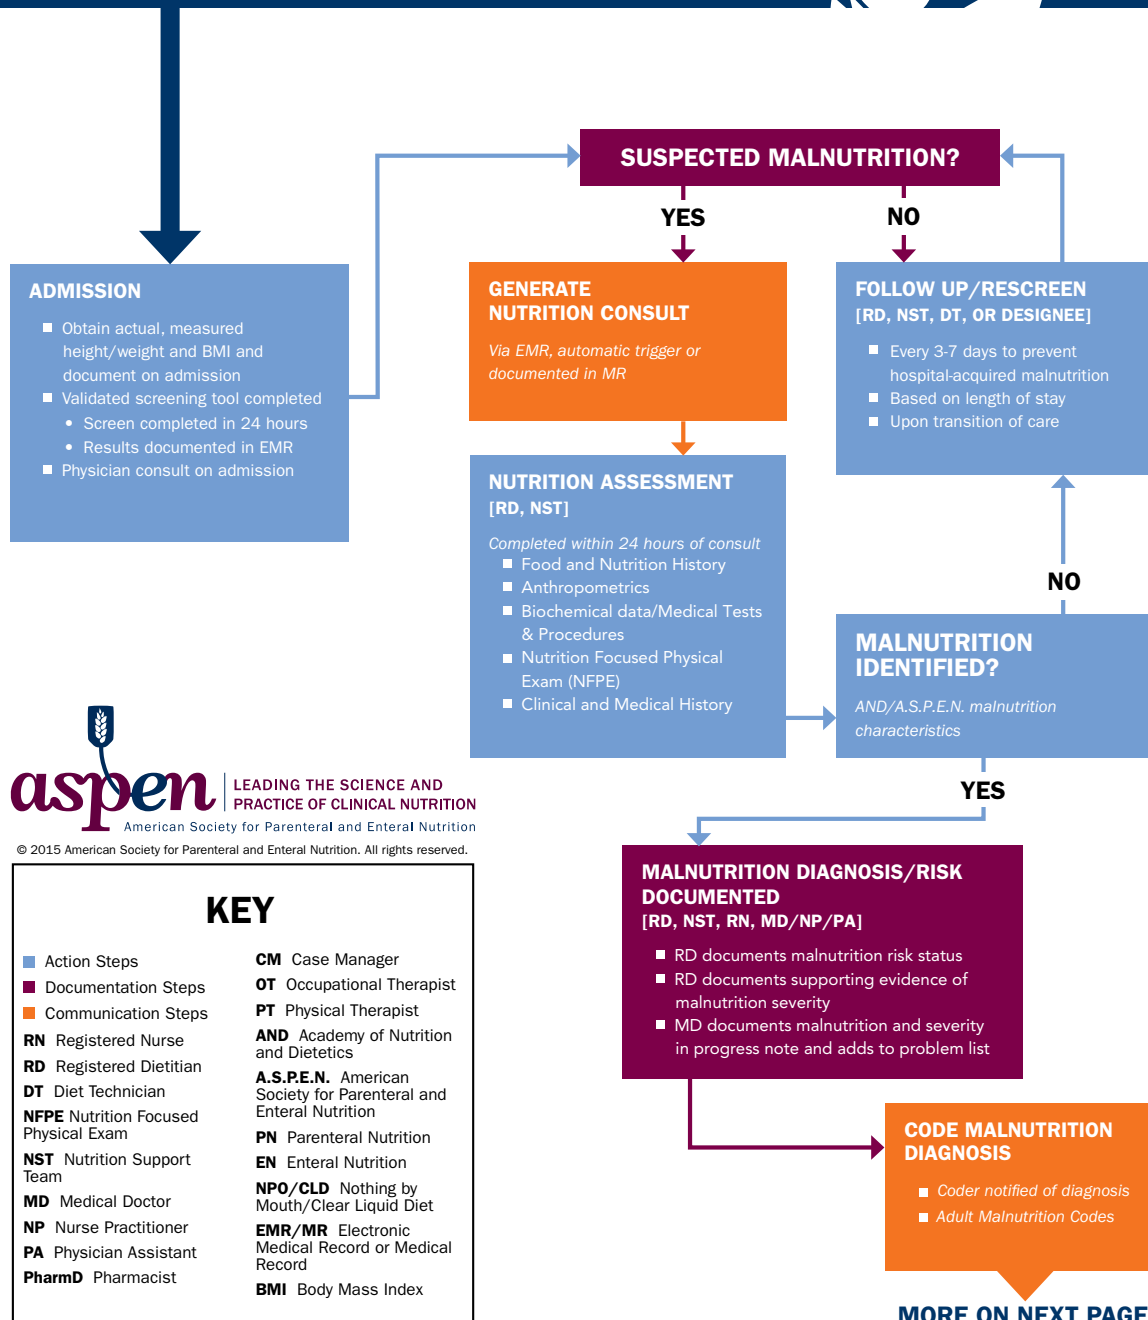 SUSPECTED MALNUTRITION?
YES
NO
ADMISSION
■ Obtain actual, measured
height/weight and BMI and
document on admission
■ Validated screening tool completed
• Screen completed in 24 hours
• Results documented in EMR
■ Physician consult on admission
GENERATE
NUTRITION CONSULT
Via EMR, automatic trigger or
documented in MR
FOLLOW UP/RESCREEN
[RD, NST, DT, OR DESIGNEE]
■ Every 3-7 days to prevent
hospital-acquired malnutrition
■ Based on length of stay
■ Upon transition of care
NUTRITION ASSESSMENT
[RD, NST]
Completed within 24 hours of consult
■ Food and Nutrition History
■ Anthropometrics
■ Biochemical data/Medical Tests
& Procedures
■ Nutrition Focused Physical
Exam (NFPE)
■ Clinical and Medical History
NO
MALNUTRITION
IDENTIFIED?
AND/A.S.P.E.N. malnutrition
characteristics
YES
MALNUTRITION DIAGNOSIS/RISK
DOCUMENTED
[RD, NST, RN, MD/NP/PA]
■ RD documents malnutrition risk status
■ RD documents supporting evidence of
malnutrition severity
■ MD documents malnutrition and severity
in progress note and adds to problem list
CODE MALNUTRITION
DIAGNOSIS
■ Coder notified of diagnosis
■ Adult Malnutrition Codes
MORE ON NEXT PAGE
aspen
LEADING THE SCIENCE AND
PRACTICE OF CLINICAL NUTRITION
American Society for Parenteral and Enteral Nutrition
© 2015 American Society for Parenteral and Enteral Nutrition. All rights reserved.
KEY
Action Steps
Documentation Steps
Communication Steps
RN Registered Nurse
RD Registered Dietitian
DT Diet Technician
NFPE Nutrition Focused
Physical Exam
NST Nutrition Support
Team
MD Medical Doctor
NP Nurse Practitioner
PA Physician Assistant
PharmD Pharmacist
CM Case Manager
OT Occupational Therapist
PT Physical Therapist
AND Academy of Nutrition
and Dietetics
A.S.P.E.N. American
Society for Parenteral and
Enteral Nutrition
PN Parenteral Nutrition
EN Enteral Nutrition
NPO/CLD Nothing by
Mouth/Clear Liquid Diet
EMR/MR Electronic
Medical Record or Medical
Record
BMI Body Mass Index